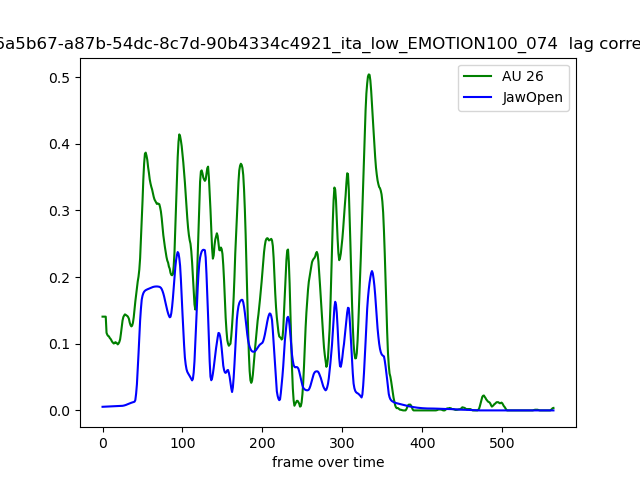 6a5b67-a87b-54dc-8c7d-90b4334c4921_ita_low_EMOTION100_074  lag corre
AU 26
JawOpen
0.5
0.4
0.3
0.2
0.1
0.0
0 100 200 300 400 500
frame over time